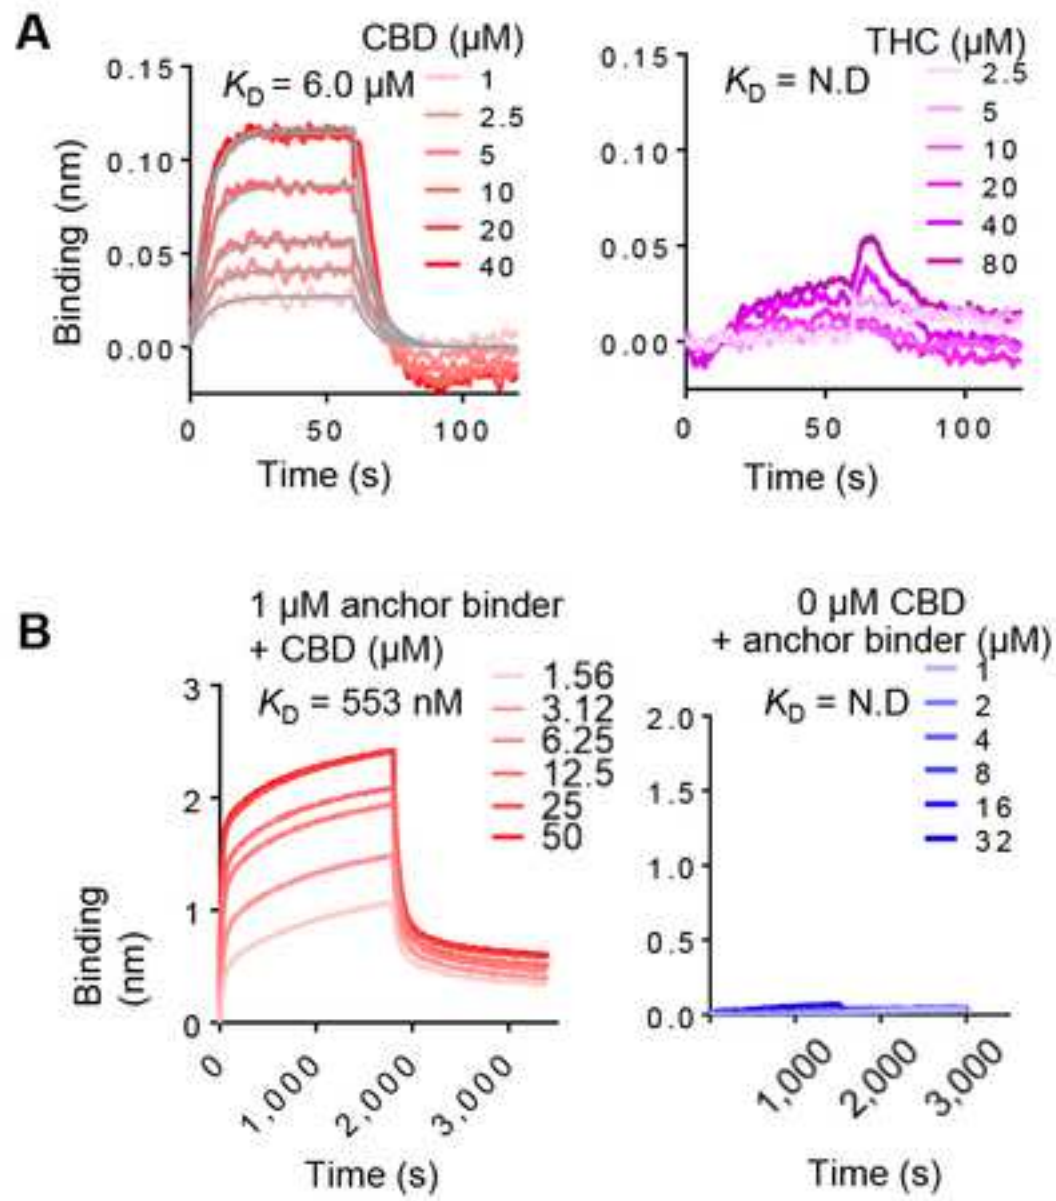 A
CBD (µM)
K_D = 6.0 µM
1
2.5
5
10
20
40
0.15
0.10
0.05
0.00
Binding (nm)
0
50
100
Time (s)
THC (µM)
K_D = N.D
2.5
5
10
20
40
80
0.15
0.10
0.05
0.00
0
50
100
Time (s)
B
1 µM anchor binder
+ CBD (µM)
K_D = 553 nM
1.56
3.12
6.25
12.5
25
50
3
2
1
0
Binding
(nm)
0
1,000
2,000
3,000
Time (s)
0 µM CBD
+ anchor binder (µM)
K_D = N.D
1
2
4
8
16
32
2.0
1.5
1.0
0.5
0.0
1,000
2,000
3,000
Time (s)